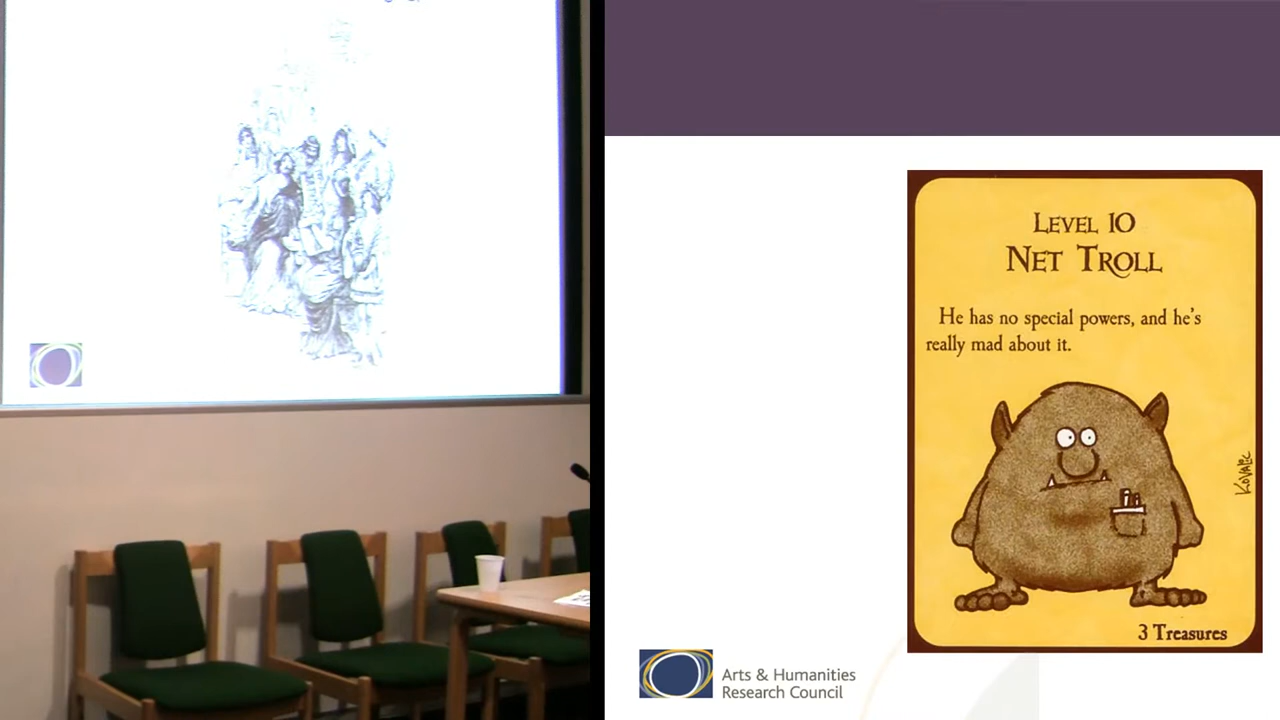 LEVEL 10
NET TROLL
He has no special powers, and he's
really mad about it.
KOVALIC
3 Treasures
Arts & Humanities
Research Council